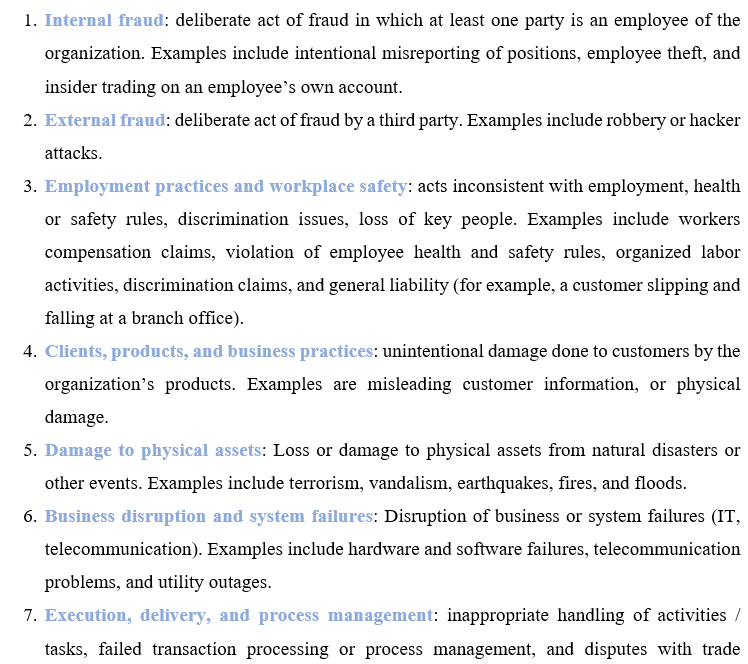 1. Internal fraud: deliberate act of fraud in which at least one party is an employee of the
organization. Examples include intentional misreporting of positions, employee theft, and
insider trading on an employee’s own account.
2. External fraud: deliberate act of fraud by a third party. Examples include robbery or hacker
attacks.
3. Employment practices and workplace safety: acts inconsistent with employment, health
or safety rules, discrimination issues, loss of key people. Examples include workers
compensation claims, violation of employee health and safety rules, organized labor
activities, discrimination claims, and general liability (for example, a customer slipping and
falling at a branch office).
4. Clients, products, and business practices: unintentional damage done to customers by the
organization’s products. Examples are misleading customer information, or physical
damage.
5. Damage to physical assets: Loss or damage to physical assets from natural disasters or
other events. Examples include terrorism, vandalism, earthquakes, fires, and floods.
6. Business disruption and system failures: Disruption of business or system failures (IT,
telecommunication). Examples include hardware and software failures, telecommunication
problems, and utility outages.
7. Execution, delivery, and process management: inappropriate handling of activities /
tasks, failed transaction processing or process management, and disputes with trade